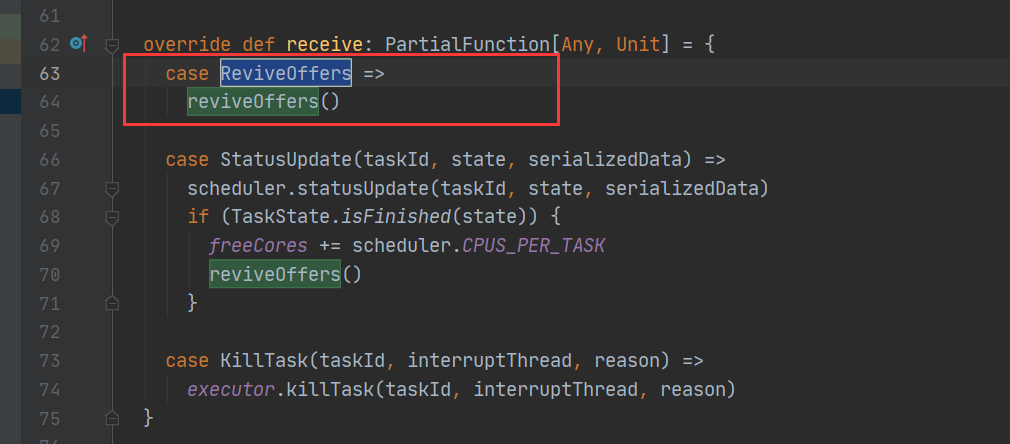 61
62 override def receive: PartialFunction[Any, Unit] = {
63 case ReviveOffers =>
64 reviveOffers()
65
66 case StatusUpdate(taskId, state, serializedData) =>
67 scheduler.statusUpdate(taskId, state, serializedData)
68 if (TaskState.isFinished(state)) {
69 freeCores += scheduler.CPUS_PER_TASK
70 reviveOffers()
71 }
72
73 case KillTask(taskId, interruptThread, reason) =>
74 executor.killTask(taskId, interruptThread, reason)
75 }